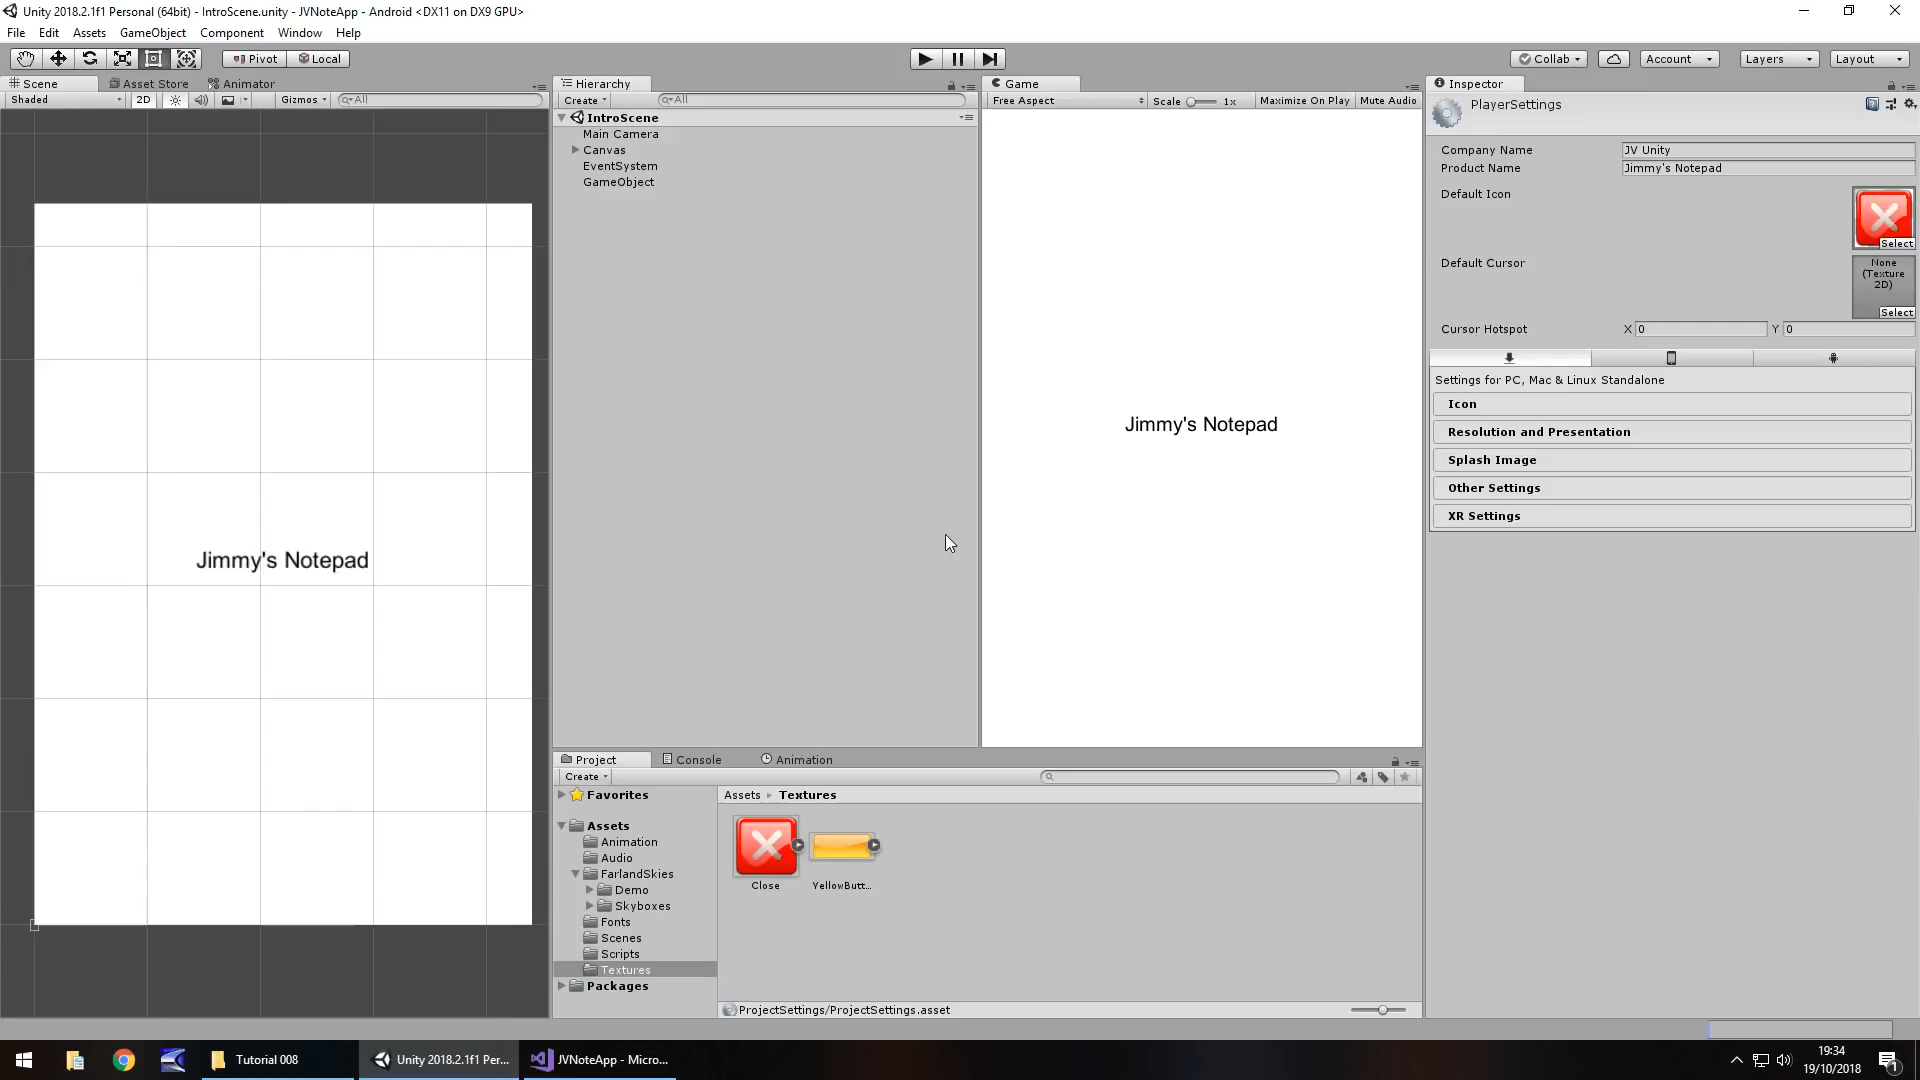 Unity 2018.2.1f1 Personal (64bit) - IntroScene.unity - JVNoteApp - Android <DX11 on DX9 GPU>
File Edit Assets GameObject Component Window Help
Pivot Local Collab Account Layers Layout
Scene Asset Store Animator
Shaded 2D Gizmos All
Hierarchy
Create All
IntroScene
Main Camera
Canvas
EventSystem
GameObject
Game
Free Aspect Scale 1x Maximize On Play Mute Audio
Jimmy's Notepad
Jimmy's Notepad
Inspector
PlayerSettings
Company Name JV Unity
Product Name Jimmy's Notepad
Default Icon
Select
Default Cursor
None
(Texture
2D)
Select
Cursor Hotspot X 0 Y 0
Settings for PC, Mac & Linux Standalone
Icon
Resolution and Presentation
Splash Image
Other Settings
XR Settings
Project Console Animation
Create
Favorites
Assets
Animation
Audio
FarlandSkies
Demo
Skyboxes
Fonts
Scenes
Scripts
Textures
Packages
Assets Textures
Close YellowButt...
ProjectSettings/ProjectSettings.asset
Tutorial 008
Unity 2018.2.1f1 Per...
JVNoteApp - Micro...
19:34
19/10/2018
1